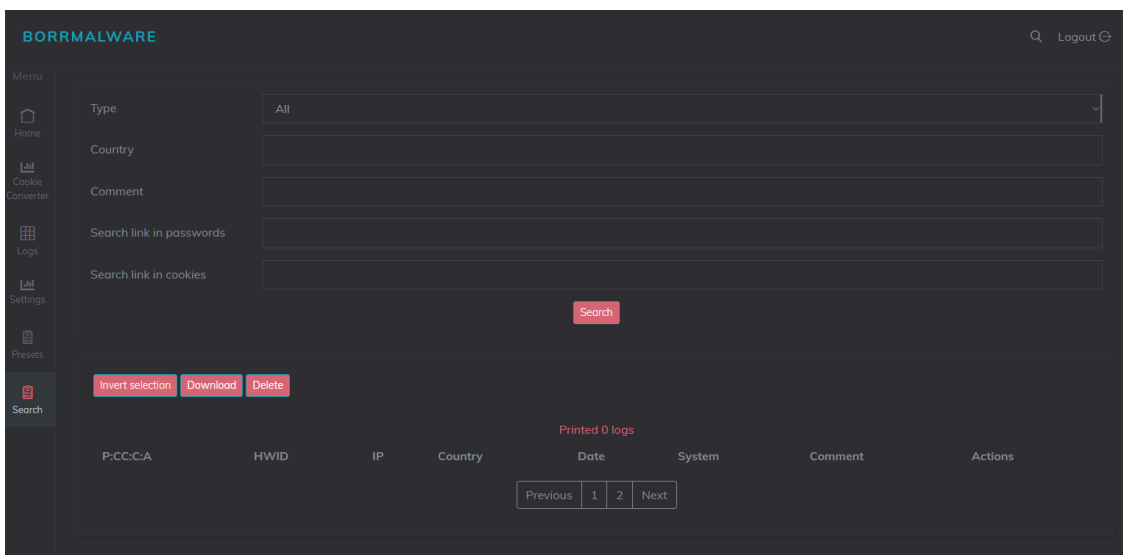 BORRMALWARE
Logout
Menu
Home
Cookie
Converter
Logs
Settings
Presets
Search
Type
All
Country
Comment
Search link in passwords
Search link in cookies
Search
Invert selection Download Delete
Printed 0 logs
P:CC:C:A HWID IP Country Date System Comment Actions
Previous 1 2 Next